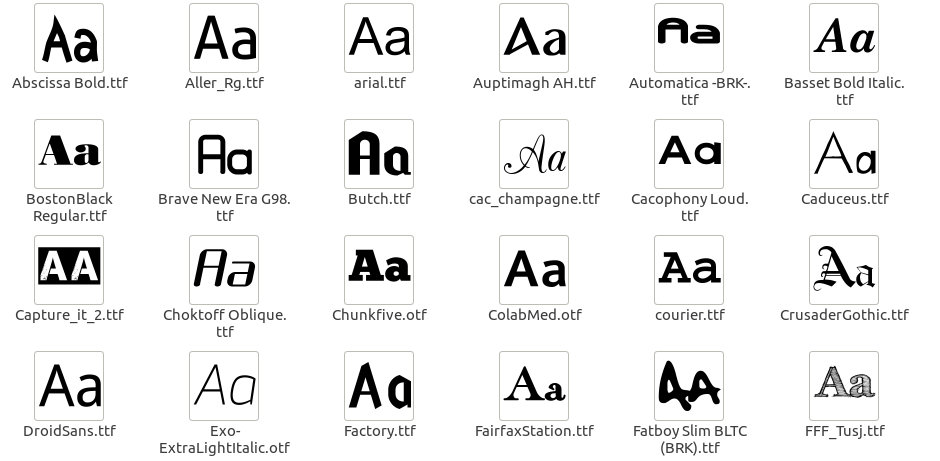 Aa Aa Aa Aa Aa Aa
Abscissa Bold.ttf Aller_Rg.ttf arial.ttf Auptimagh AH.ttf Automatica -BRK-. Basset Bold Italic.
ttf ttf
Aa Aa Aa Aa Aa Aa
BostonBlack Brave New Era G98. Butch.ttf cac_champagne.ttf Cacophony Loud. Caduceus.ttf
Regular.ttf ttf ttf
AA Aa Aa Aa Aa Aa
Capture_it_2.ttf Choktoff Oblique. Chunkfive.otf ColabMed.otf courier.ttf CrusaderGothic.ttf
ttf
Aa Aa Aa Aa Aa Aa
DroidSans.ttf Exo- Factory.ttf FairfaxStation.ttf Fatboy Slim BLTC FFF_Tusj.ttf
ExtraLightItalic.otf (BRK).ttf